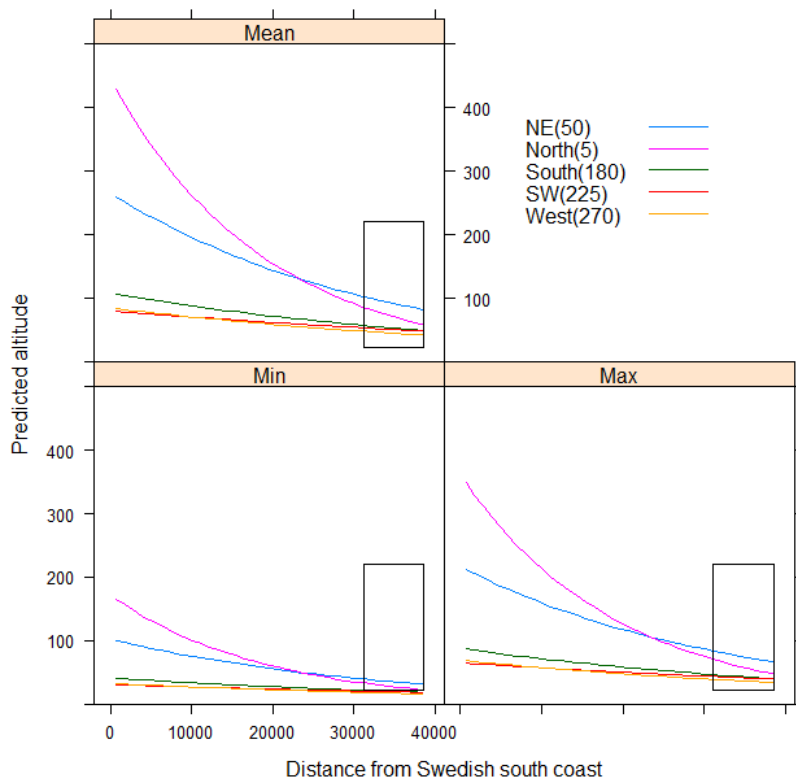 Mean
400
300
200
100
NE(50)
North(5)
South(180)
SW(225)
West(270)
Predicted altitude
Min
Max
400
300
200
100
0 10000 20000 30000 40000
Distance from Swedish south coast